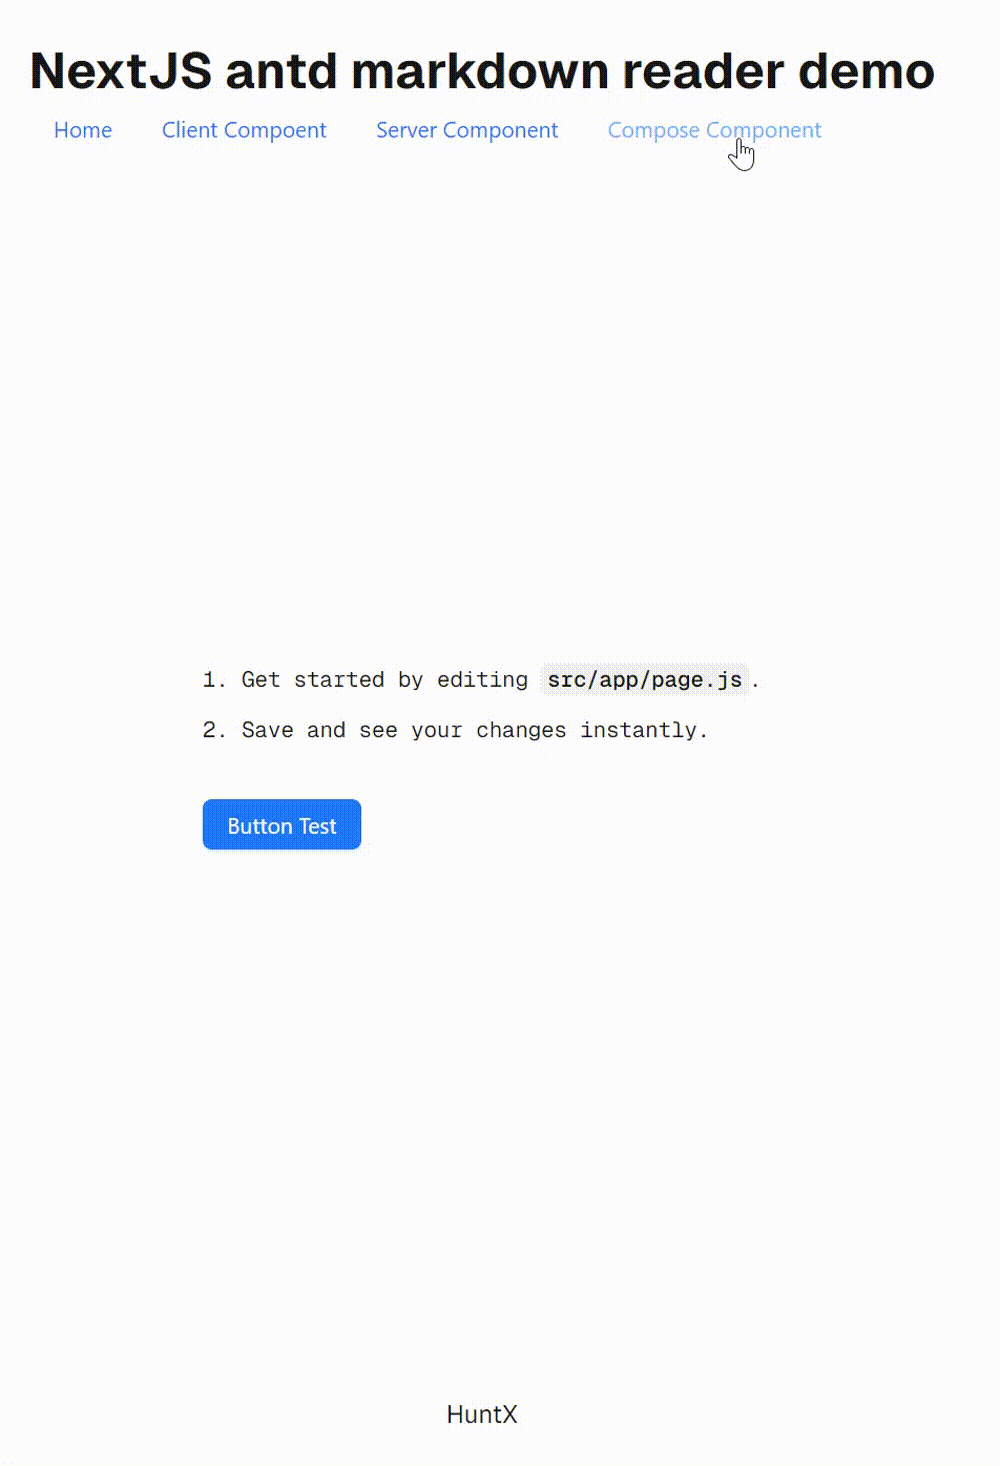 NextJS antd markdown reader demo
Home Client Compoent Server Component Compose Component
1. Get started by editing src/app/page.js.
2. Save and see your changes instantly.
Button Test
HuntX